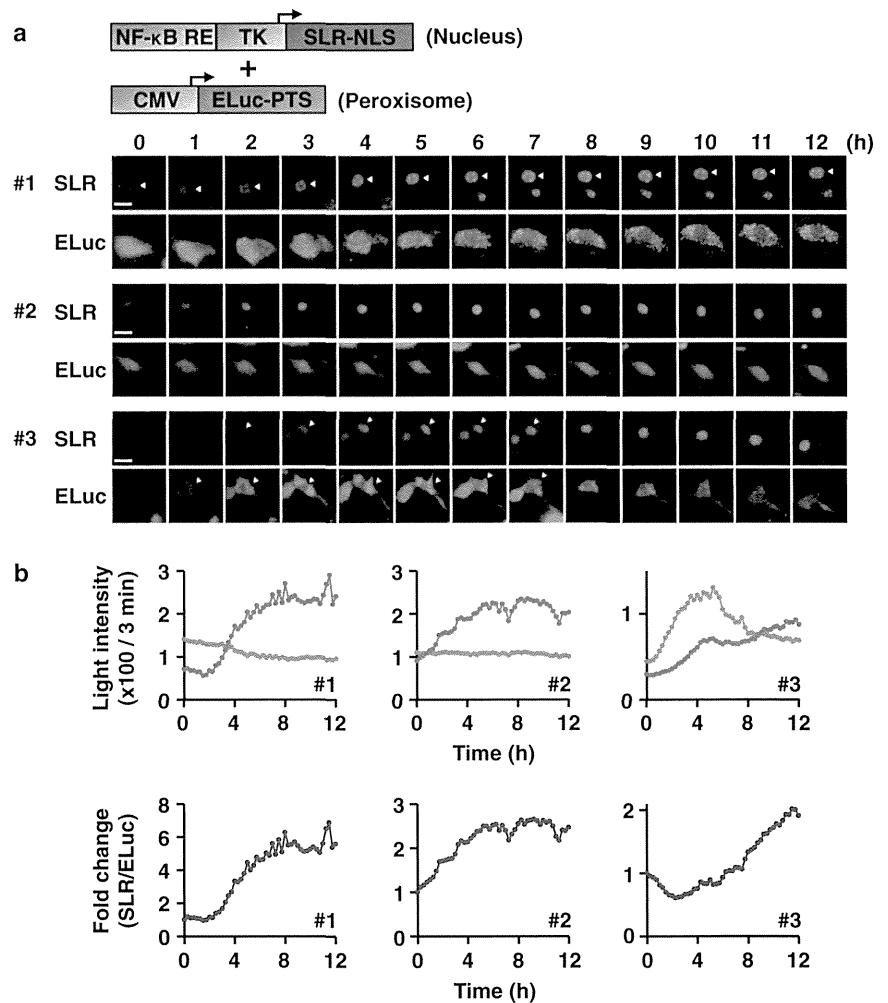 a
NF-κB RE TK SLR-NLS (Nucleus)
+
CMV ELuc-PTS (Peroxisome)
0 1 2 3 4 5 6 7 8 9 10 11 12 (h)
#1 SLR
ELuc
#2 SLR
ELuc
#3 SLR
ELuc
b
Light intensity
(x100 / 3 min)
3
2
1
0
#1
0 4 8 12
3
2
1
0
#2
0 4 8 12
1
0
#3
0 4 8 12
Time (h)
Fold change
(SLR/ELuc)
8
6
4
2
0
#1
0 4 8 12
3
2
1
0
#2
0 4 8 12
2
1
0
#3
0 4 8 12
Time (h)